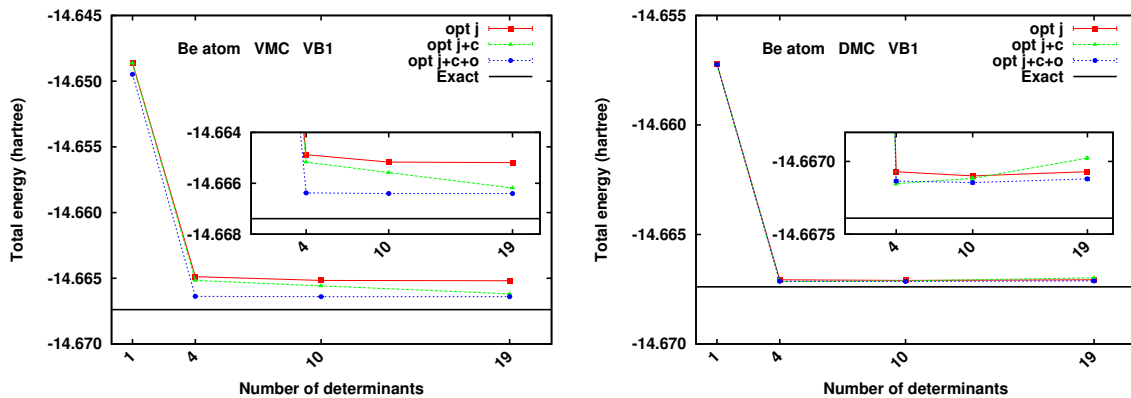 Total energy (hartree)
-14.645
-14.650
-14.655
-14.660
-14.665
-14.670
Be atom VMC VB1
opt j
opt j+c
opt j+c+o
Exact
-14.664
-14.666
-14.668
4
10
19
1
4
10
19
Number of determinants
Total energy (hartree)
-14.655
-14.660
-14.665
-14.670
Be atom DMC VB1
opt j
opt j+c
opt j+c+o
Exact
-14.6670
-14.6675
4
10
19
1
4
10
19
Number of determinants